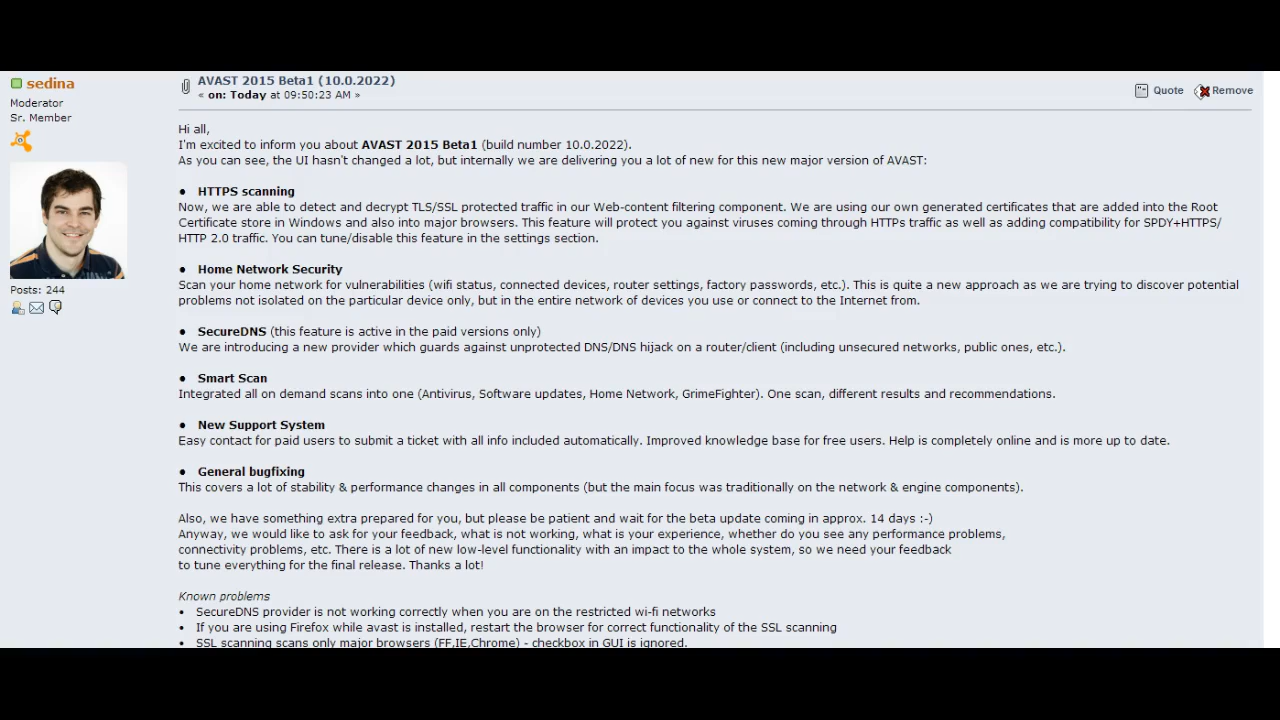 sedina
Moderator
Sr. Member
Posts: 244
AVAST 2015 Beta1 (10.0.2022)
« on: Today at 09:50:23 AM »
Quote
Remove
Hi all,
I'm excited to inform you about AVAST 2015 Beta1 (build number 10.0.2022).
As you can see, the UI hasn't changed a lot, but internally we are delivering you a lot of new for this new major version of AVAST:
● HTTPS scanning
Now, we are able to detect and decrypt TLS/SSL protected traffic in our Web-content filtering component. We are using our own generated certificates that are added into the Root
Certificate store in Windows and also into major browsers. This feature will protect you against viruses coming through HTTPs traffic as well as adding compatibility for SPDY+HTTPS/
HTTP 2.0 traffic. You can tune/disable this feature in the settings section.
● Home Network Security
Scan your home network for vulnerabilities (wifi status, connected devices, router settings, factory passwords, etc.). This is quite a new approach as we are trying to discover potential
problems not isolated on the particular device only, but in the entire network of devices you use or connect to the Internet from.
● SecureDNS (this feature is active in the paid versions only)
We are introducing a new provider which guards against unprotected DNS/DNS hijack on a router/client (including unsecured networks, public ones, etc.).
● Smart Scan
Integrated all on demand scans into one (Antivirus, Software updates, Home Network, GrimeFighter). One scan, different results and recommendations.
● New Support System
Easy contact for paid users to submit a ticket with all info included automatically. Improved knowledge base for free users. Help is completely online and is more up to date.
● General bugfixing
This covers a lot of stability & performance changes in all components (but the main focus was traditionally on the network & engine components).
Also, we have something extra prepared for you, but please be patient and wait for the beta update coming in approx. 14 days :-)
Anyway, we would like to ask for your feedback, what is not working, what is your experience, whether do you see any performance problems,
connectivity problems, etc. There is a lot of new low-level functionality with an impact to the whole system, so we need your feedback
to tune everything for the final release. Thanks a lot!
Known problems
• SecureDNS provider is not working correctly when you are on the restricted wi-fi networks
• If you are using Firefox while avast is installed, restart the browser for correct functionality of the SSL scanning
• SSL scanning scans only major browsers (FF,IE,Chrome) - checkbox in GUI is ignored.